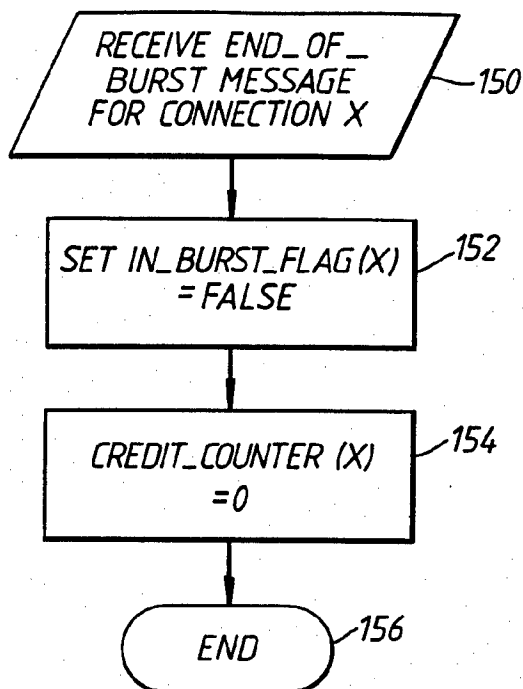 RECEIVE END_OF_
BURST MESSAGE
FOR CONNECTION X
150
SET IN_BURST_FLAG(X)
=FALSE
152
CREDIT_COUNTER (X)
=0
154
END
156